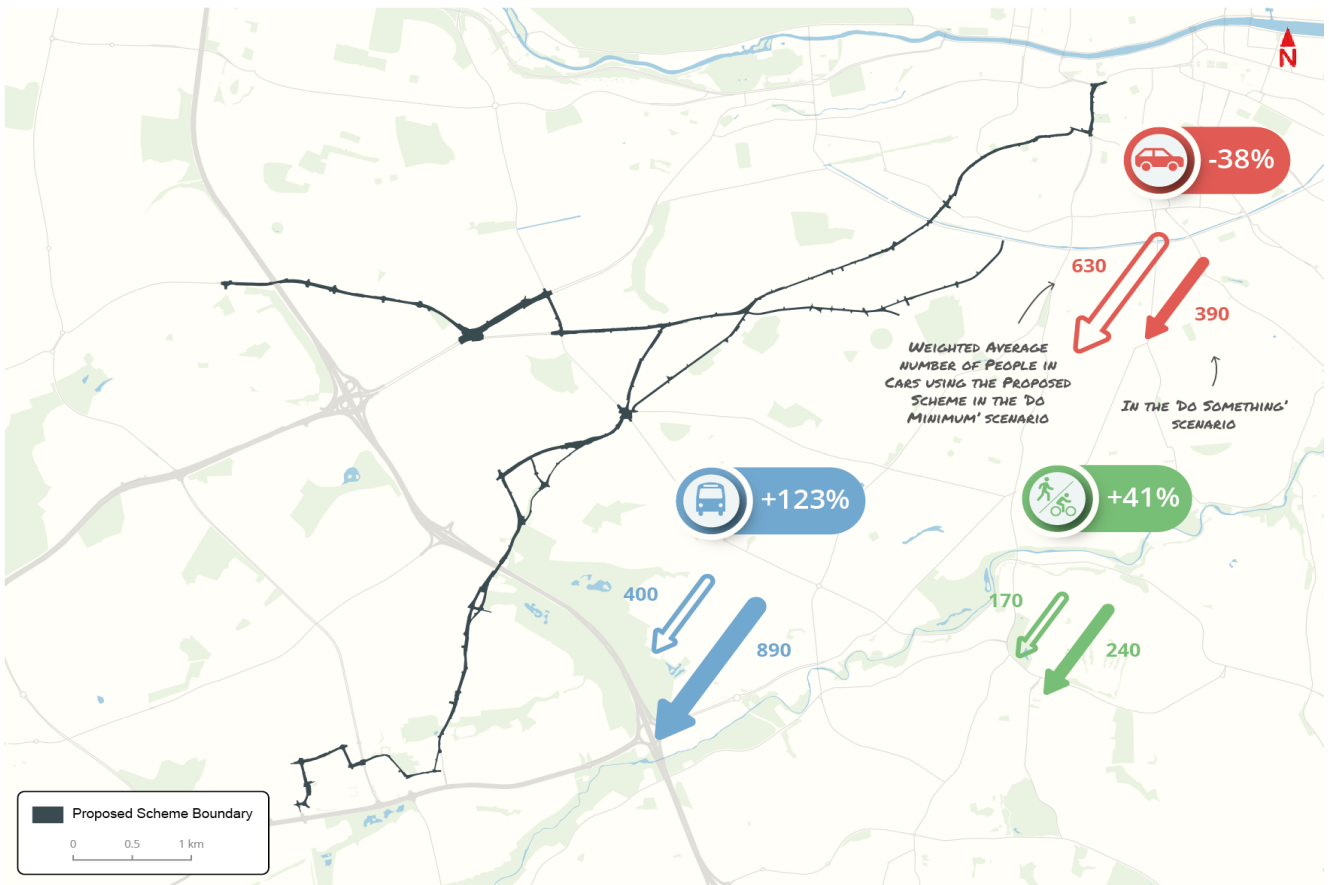 N
-38%
630
390
WEIGHTED AVERAGE
NUMBER OF PEOPLE IN
CARS USING THE PROPOSED
SCHEME IN THE 'DO
MINIMUM' SCENARIO
IN THE 'DO SOMETHING'
SCENARIO
+123%
+41%
400
890
170
240
Proposed Scheme Boundary
0 0.5 1 km